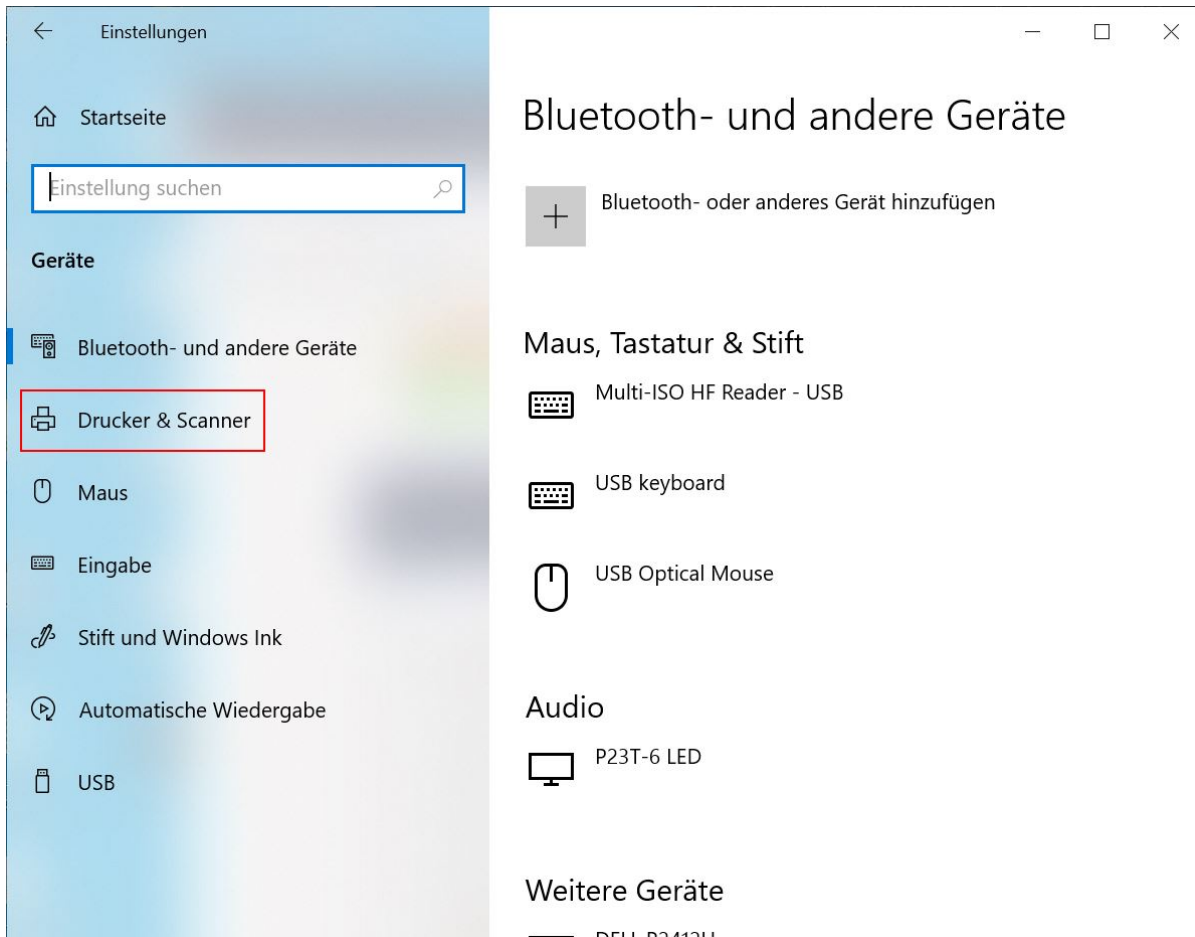 Einstellungen
Startseite
Einstellung suchen
Geräte
Bluetooth- und andere Geräte
Drucker & Scanner
Maus
Eingabe
Stift und Windows Ink
Automatische Wiedergabe
USB
Bluetooth- und andere Geräte
Bluetooth- oder anderes Gerät hinzufügen
Maus, Tastatur & Stift
Multi-ISO HF Reader - USB
USB keyboard
USB Optical Mouse
Audio
P23T-6 LED
Weitere Geräte